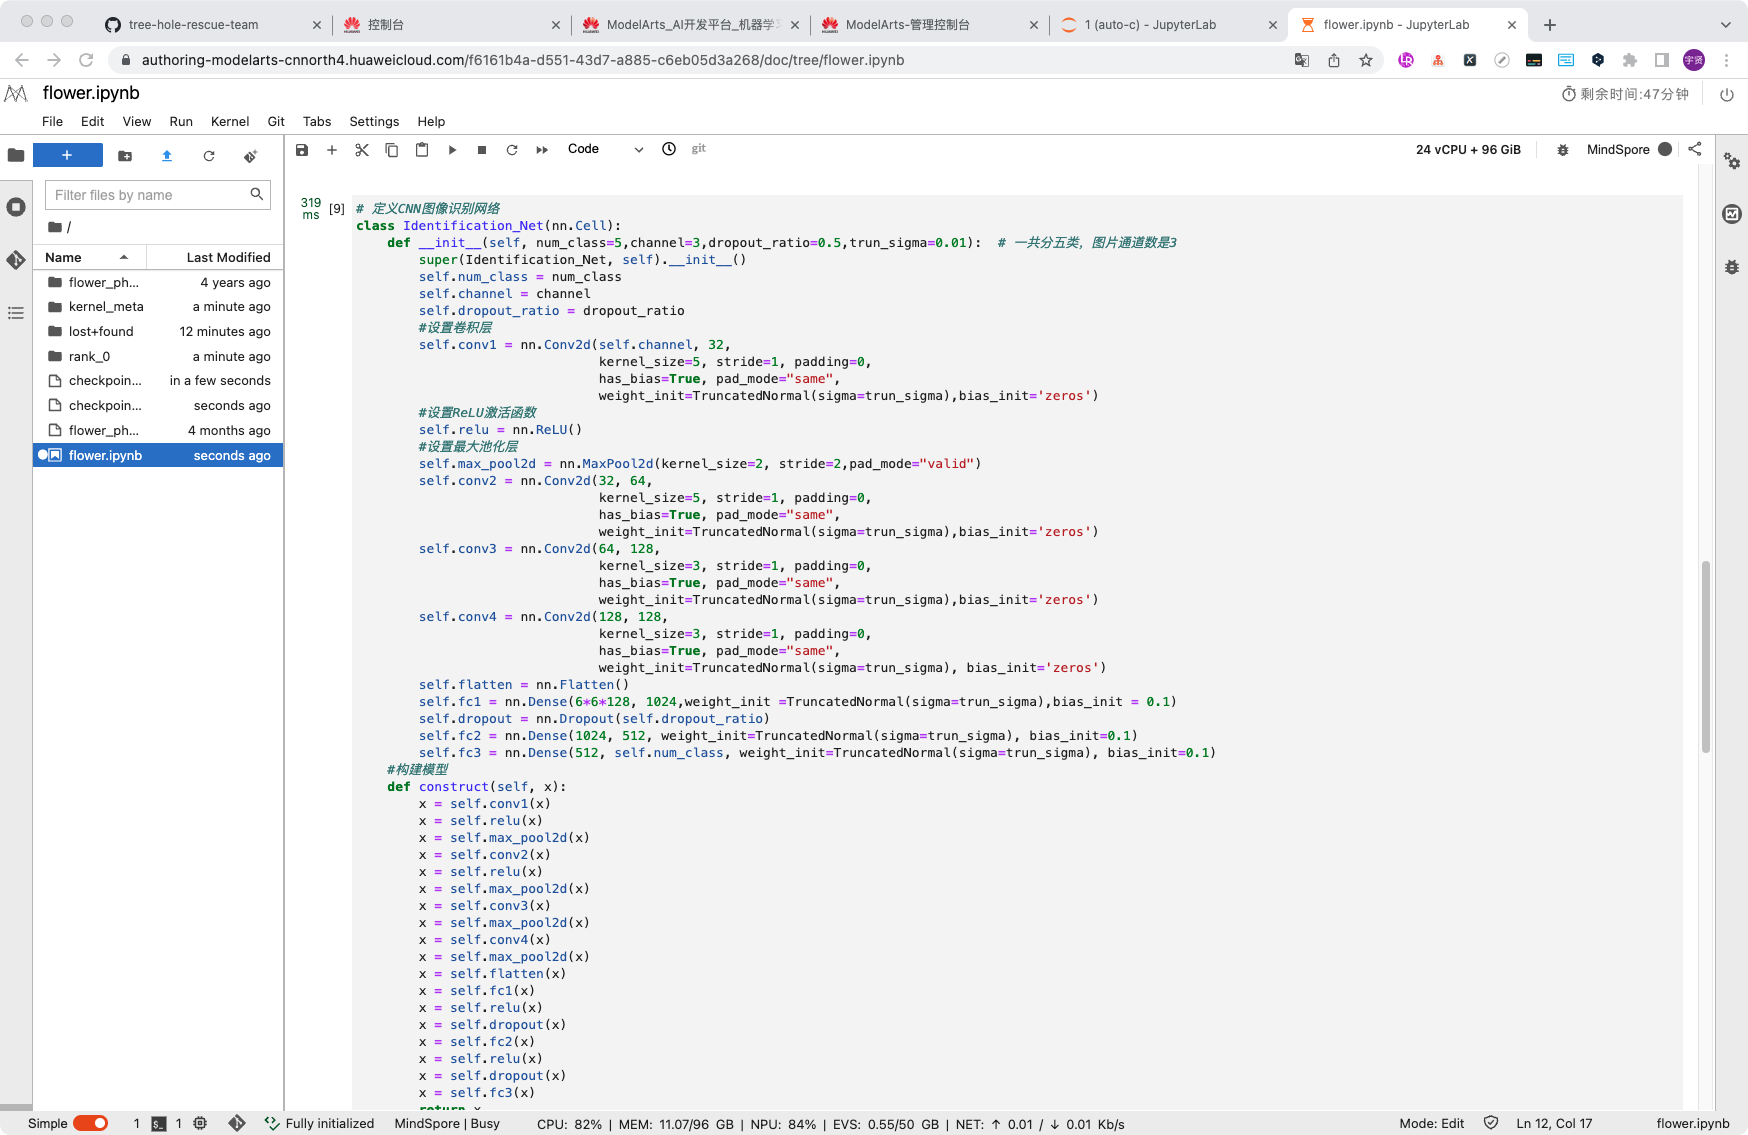 tree-hole-rescue-team
控制台
ModelArts_AI开发平台_机器学
ModelArts-管理控制台
1 (auto-c) - JupyterLab
flower.ipynb - JupyterLab
authoring-modelarts-cnnorth4.huaweicloud.com/f6161b4a-d551-43d7-a885-c6eb05d3a268/doc/tree/flower.ipynb
LR
宇贤
flower.ipynb
剩余时间:47分钟
File Edit View Run Kernel Git Tabs Settings Help
Code git 24 vCPU + 96 GiB MindSpore
Filter files by name
/
Name Last Modified
flower_ph... 4 years ago
kernel_meta a minute ago
lost+found 12 minutes ago
rank_0 a minute ago
checkpoin... in a few seconds
checkpoin... seconds ago
flower_ph... 4 months ago
flower.ipynb seconds ago
319 ms
[9]
# 定义CNN图像识别网络
class Identification_Net(nn.Cell):
    def __init__(self, num_class=5,channel=3,dropout_ratio=0.5,trun_sigma=0.01):  # 一共分五类，图片通道数是3
        super(Identification_Net, self).__init__()
        self.num_class = num_class
        self.channel = channel
        self.dropout_ratio = dropout_ratio
        #设置卷积层
        self.conv1 = nn.Conv2d(self.channel, 32,
                               kernel_size=5, stride=1, padding=0,
                               has_bias=True, pad_mode="same",
                               weight_init=TruncatedNormal(sigma=trun_sigma),bias_init='zeros')
        #设置ReLU激活函数
        self.relu = nn.ReLU()
        #设置最大池化层
        self.max_pool2d = nn.MaxPool2d(kernel_size=2, stride=2,pad_mode="valid")
        self.conv2 = nn.Conv2d(32, 64,
                               kernel_size=5, stride=1, padding=0,
                               has_bias=True, pad_mode="same",
                               weight_init=TruncatedNormal(sigma=trun_sigma),bias_init='zeros')
        self.conv3 = nn.Conv2d(64, 128,
                               kernel_size=3, stride=1, padding=0,
                               has_bias=True, pad_mode="same",
                               weight_init=TruncatedNormal(sigma=trun_sigma),bias_init='zeros')
        self.conv4 = nn.Conv2d(128, 128,
                               kernel_size=3, stride=1, padding=0,
                               has_bias=True, pad_mode="same",
                               weight_init=TruncatedNormal(sigma=trun_sigma), bias_init='zeros')
        self.flatten = nn.Flatten()
        self.fc1 = nn.Dense(6*6*128, 1024,weight_init =TruncatedNormal(sigma=trun_sigma),bias_init = 0.1)
        self.dropout = nn.Dropout(self.dropout_ratio)
        self.fc2 = nn.Dense(1024, 512, weight_init=TruncatedNormal(sigma=trun_sigma), bias_init=0.1)
        self.fc3 = nn.Dense(512, self.num_class, weight_init=TruncatedNormal(sigma=trun_sigma), bias_init=0.1)
    #构建模型
    def construct(self, x):
        x = self.conv1(x)
        x = self.relu(x)
        x = self.max_pool2d(x)
        x = self.conv2(x)
        x = self.relu(x)
        x = self.max_pool2d(x)
        x = self.conv3(x)
        x = self.max_pool2d(x)
        x = self.conv4(x)
        x = self.max_pool2d(x)
        x = self.flatten(x)
        x = self.fc1(x)
        x = self.relu(x)
        x = self.dropout(x)
        x = self.fc2(x)
        x = self.relu(x)
        x = self.dropout(x)
        x = self.fc3(x)
        return x
Simple 1 1 Fully initialized MindSpore | Busy CPU: 82% | MEM: 11.07/96 GB | NPU: 84% | EVS: 0.55/50 GB | NET: ↑ 0.01 / ↓ 0.01 Kb/s Mode: Edit Ln 12, Col 17 flower.ipynb